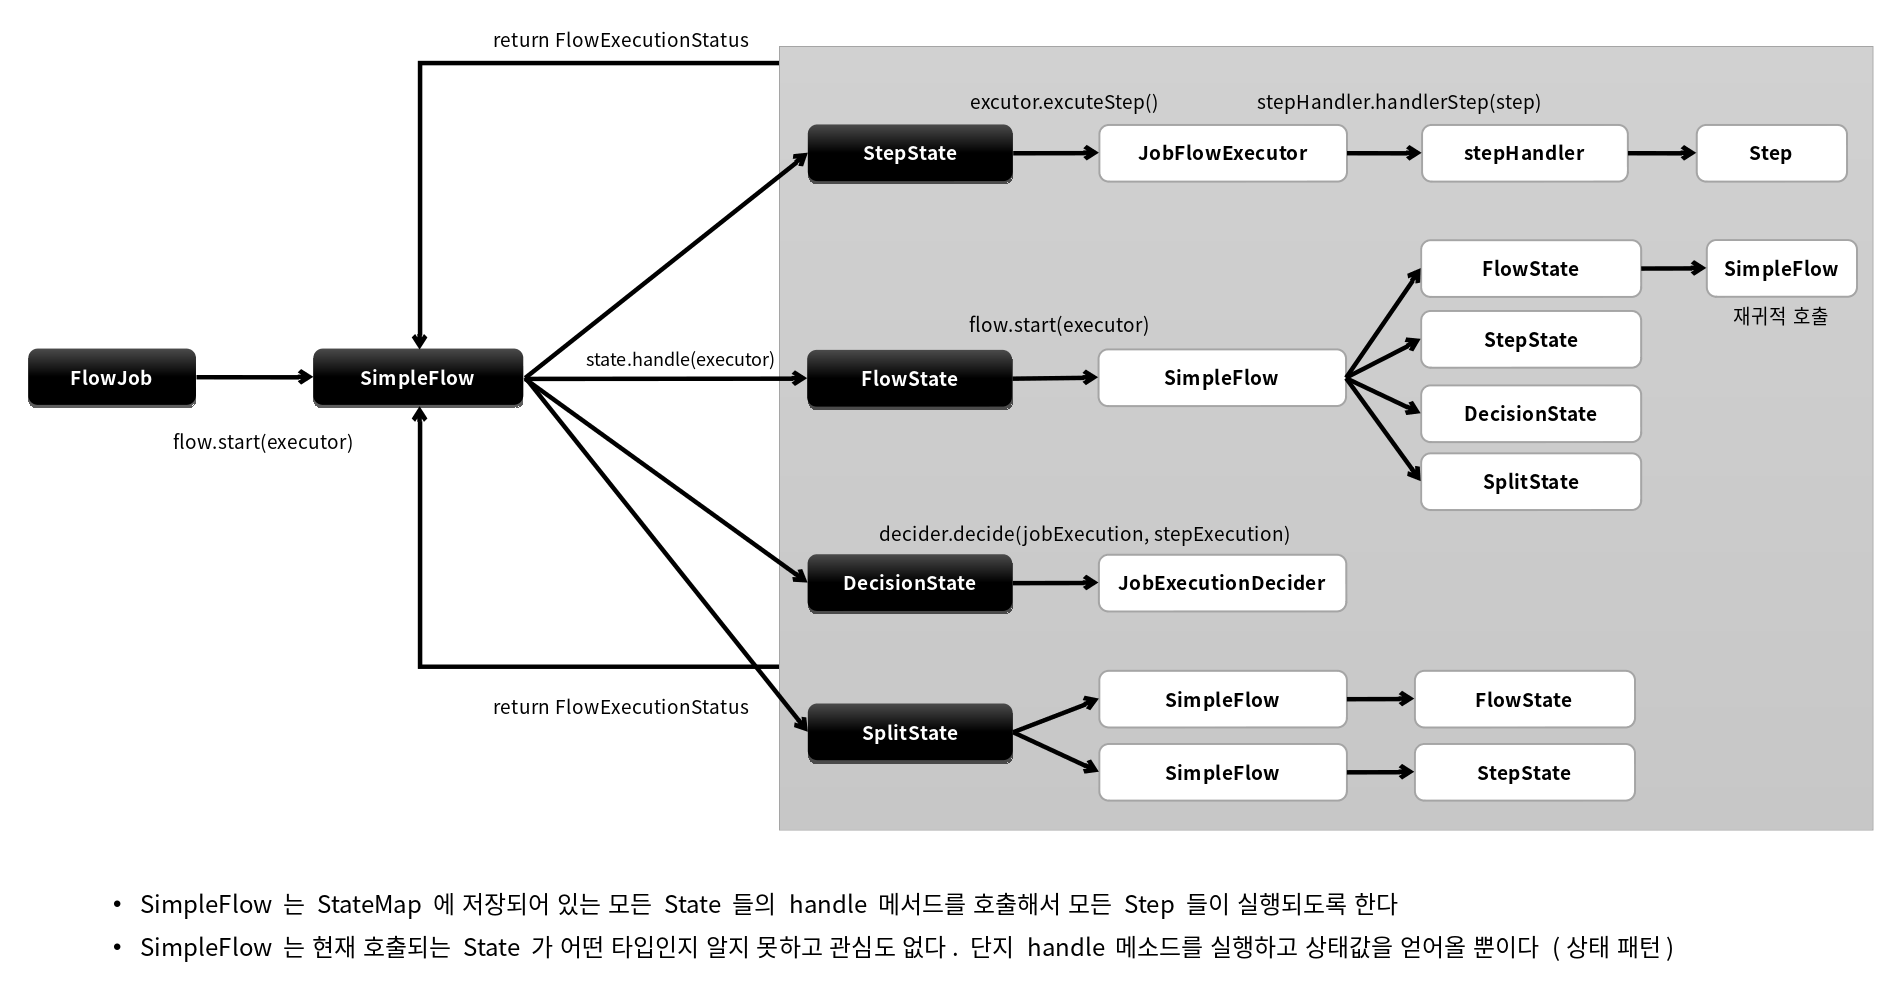 return FlowExecutionStatus
excutor.excuteStep()
stepHandler.handlerStep(step)
StepState
JobFlowExecutor
stepHandler
Step
FlowState
SimpleFlow
재귀적 호출
flow.start(executor)
StepState
state.handle(executor)
FlowJob
SimpleFlow
FlowState
SimpleFlow
DecisionState
flow.start(executor)
SplitState
decider.decide(jobExecution, stepExecution)
DecisionState
JobExecutionDecider
return FlowExecutionStatus
SplitState
SimpleFlow
FlowState
SimpleFlow
StepState
• SimpleFlow 는 StateMap 에 저장되어 있는 모든 State 들의 handle 메서드를 호출해서 모든 Step 들이 실행되도록 한다
• SimpleFlow 는 현재 호출되는 State 가 어떤 타입인지 알지 못하고 관심도 없다. 단지 handle 메소드를 실행하고 상태값을 얻어올 뿐이다 (상태 패턴)